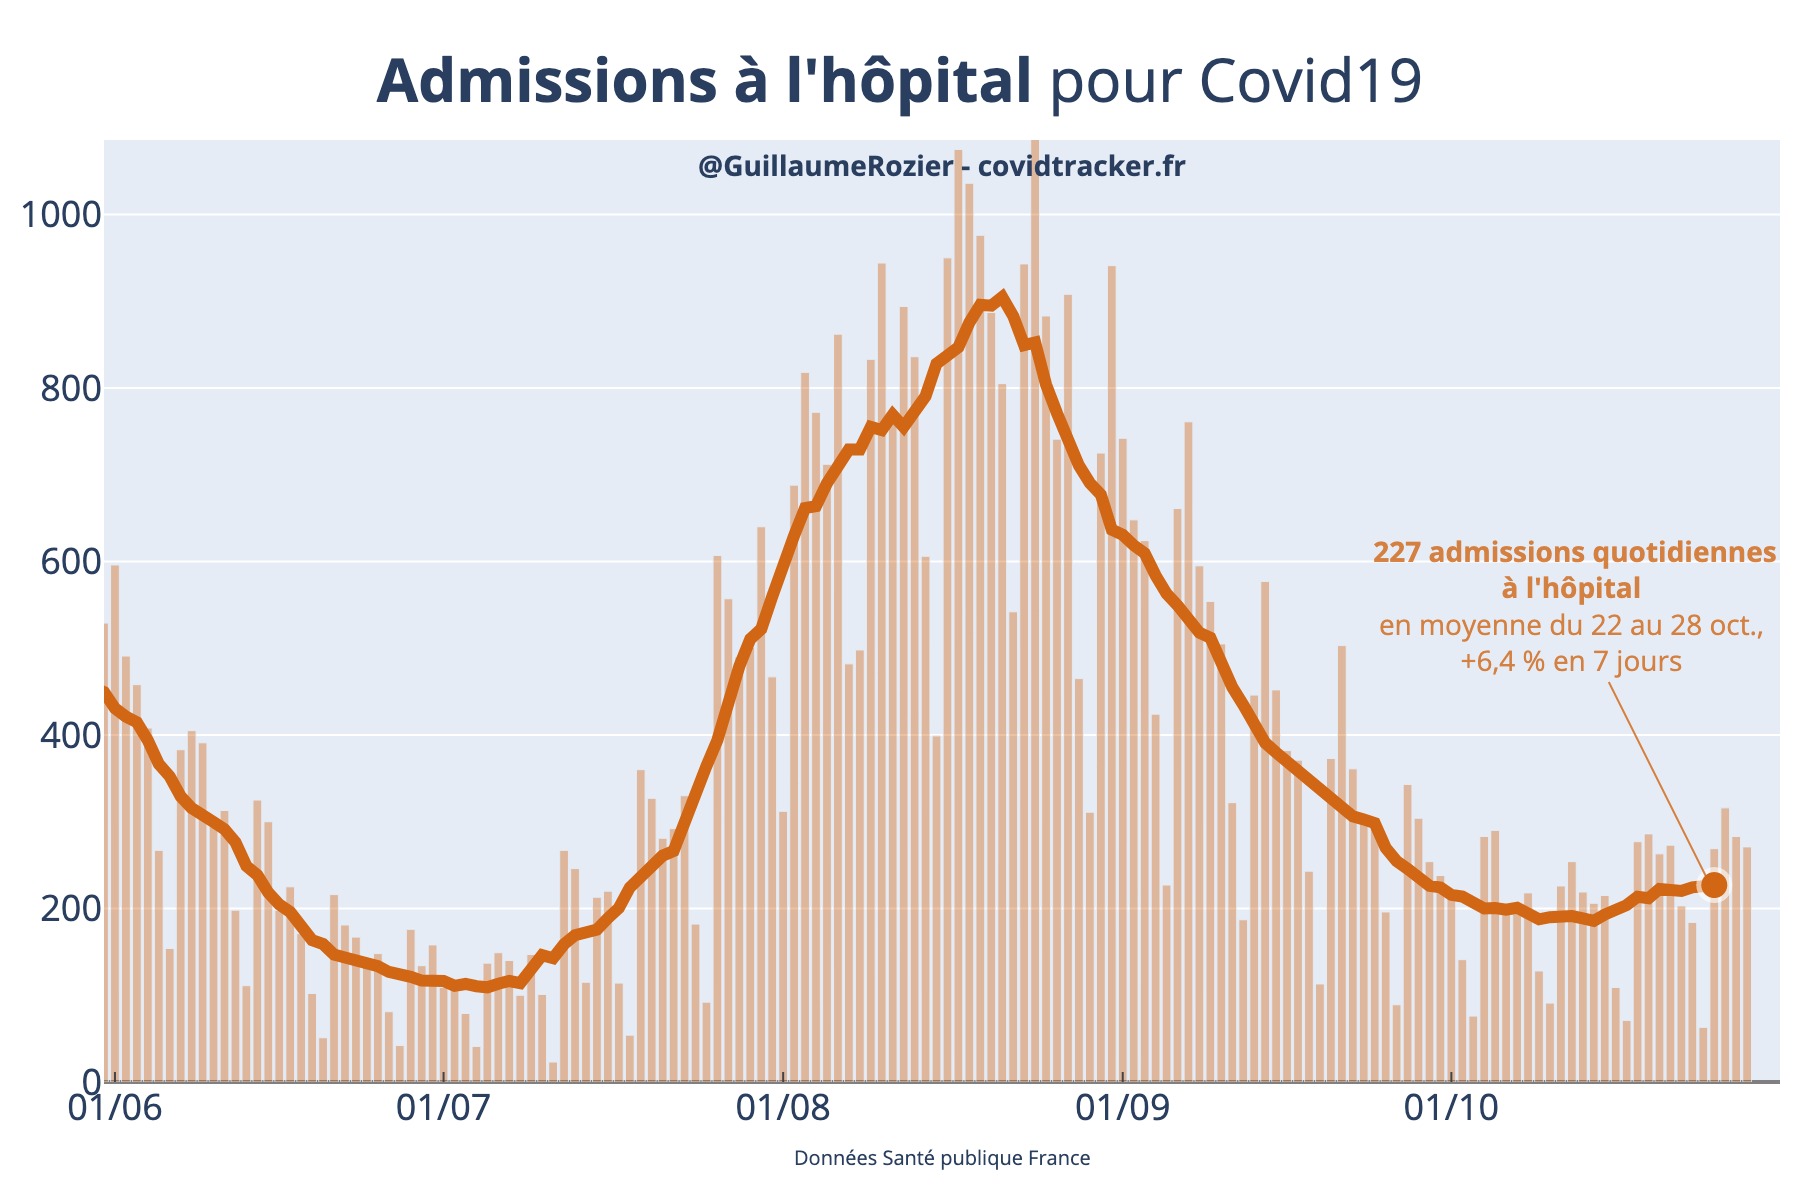 Admissions à l'hôpital pour Covid19
@GuillaumeRozier - covidtracker.fr
1000
800
600
400
200
0
227 admissions quotidiennes
à l'hôpital
en moyenne du 22 au 28 oct.,
+6,4 % en 7 jours
01/06 01/07 01/08 01/09 01/10
Données Santé publique France